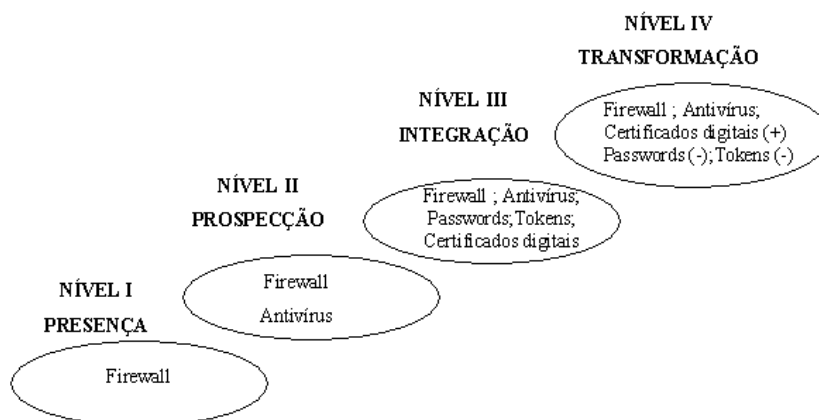 NÍVEL IV
TRANSFORMAÇÃO
Firewall ; Antivírus;
Certificados digitais (+)
Passwords (-); Tokens (-)
NÍVEL III
INTEGRAÇÃO
Firewall ; Antivírus;
Passwords; Tokens;
Certificados digitais
NÍVEL II
PROSPECÇÃO
Firewall
Antivírus
NÍVEL I
PRESENÇA
Firewall